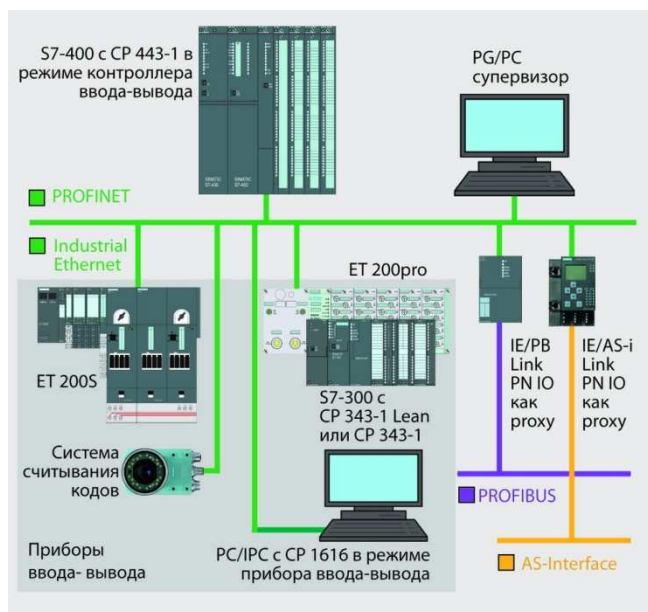 S7-400 с CP 443-1 в
режиме контроллера
ввода-вывода
PG/PC
супервизор
PROFINET
Industrial
Ethernet
ET 200pro
ET 200S
S7-300 с
CP 343-1 Lean
или CP 343-1
IE/PB
Link
PN IO
как
proxy
IE/AS-i
Link
PN IO
как
proxy
Система
считывания
кодов
PROFIBUS
Приборы
ввода- вывода
PC/IPC с CP 1616 в режиме
прибора ввода-вывода
AS-Interface